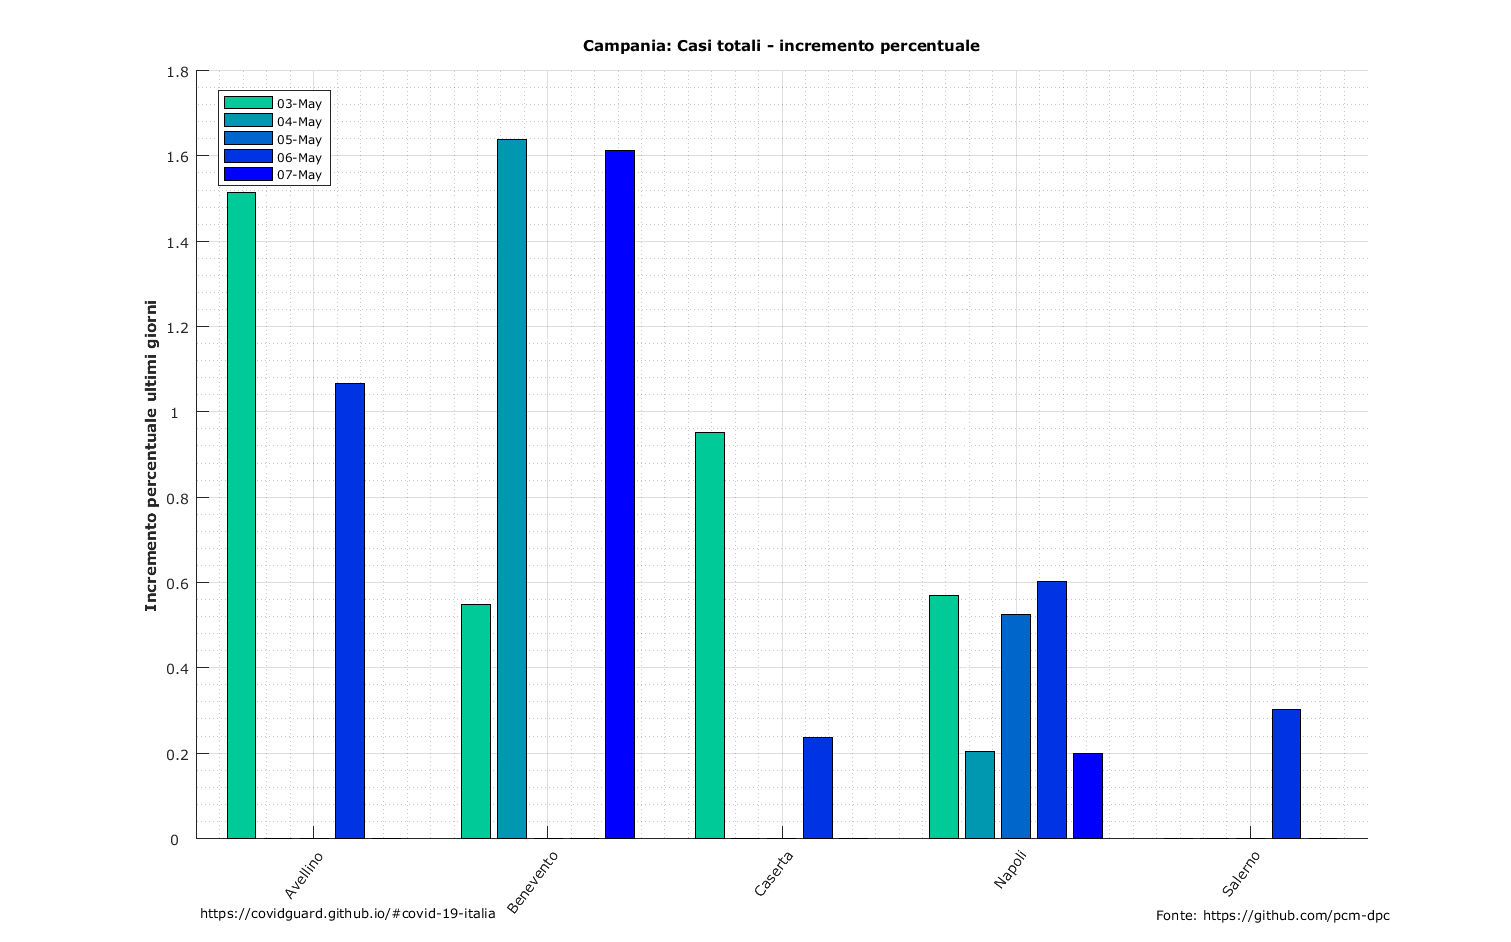 Campania: Casi totali - incremento percentuale
1.8
1.6
1.4
1.2
1
0.8
0.6
0.4
0.2
0
Incremento percentuale ultimi giorni
03-May
04-May
05-May
06-May
07-May
Avellino
Benevento
Caserta
Napoli
Salerno
https://covidguard.github.io/#covid-19-italia
Fonte: https://github.com/pcm-dpc